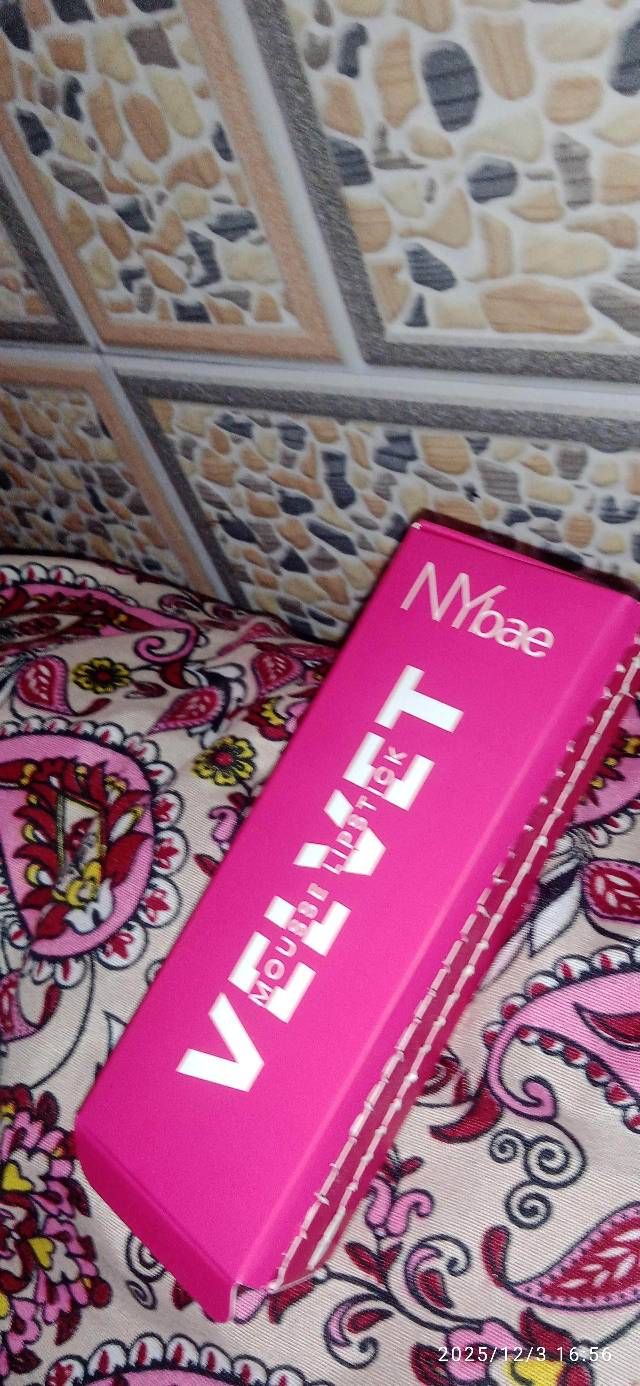 NYbae
VELVET
MOUSSE LIPSTICK
2025/12/3 16:56